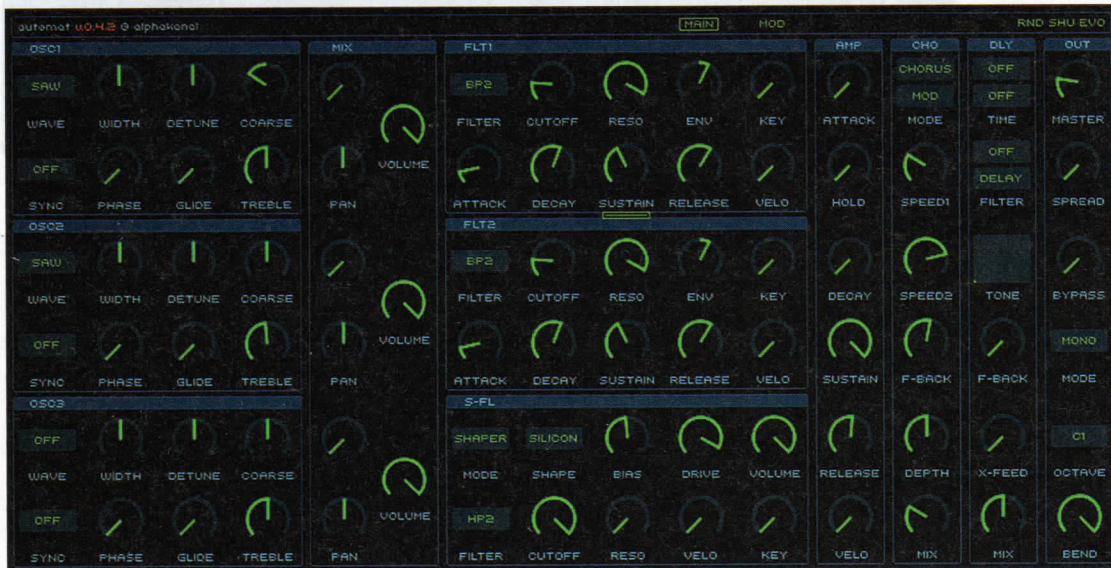 automat v.0.4.2 @ alphakanal MAIN MOD RND SHU EVO
OSC1 MIX FLT1 AMP CHO DLY OUT
SAW BP2 CHORUS OFF
MOD OFF
WAVE WIDTH DETUNE COARSE FILTER CUTOFF RESO ENV KEY ATTACK MODE TIME MASTER
VOLUME
OFF OFF
DELAY
SYNC PHASE GLIDE TREBLE PAN ATTACK DECAY SUSTAIN RELEASE VELO HOLD SPEED1 FILTER SPREAD
OSC2 FLT2
SAW BP2
WAVE WIDTH DETUNE COARSE FILTER CUTOFF RESO ENV KEY DECAY SPEED2 TONE BYPASS
VOLUME
OFF MONO
SYNC PHASE GLIDE TREBLE PAN ATTACK DECAY SUSTAIN RELEASE VELO SUSTAIN F-BACK F-BACK MODE
OSC3 S-FL
OFF SHAPER SILICON C1
WAVE WIDTH DETUNE COARSE MODE SHAPE BIAS DRIVE VOLUME RELEASE DEPTH X-FEED OCTAVE
VOLUME
OFF HP2
SYNC PHASE GLIDE TREBLE PAN FILTER CUTOFF RESO VELO KEY VELO MIX MIX BEND